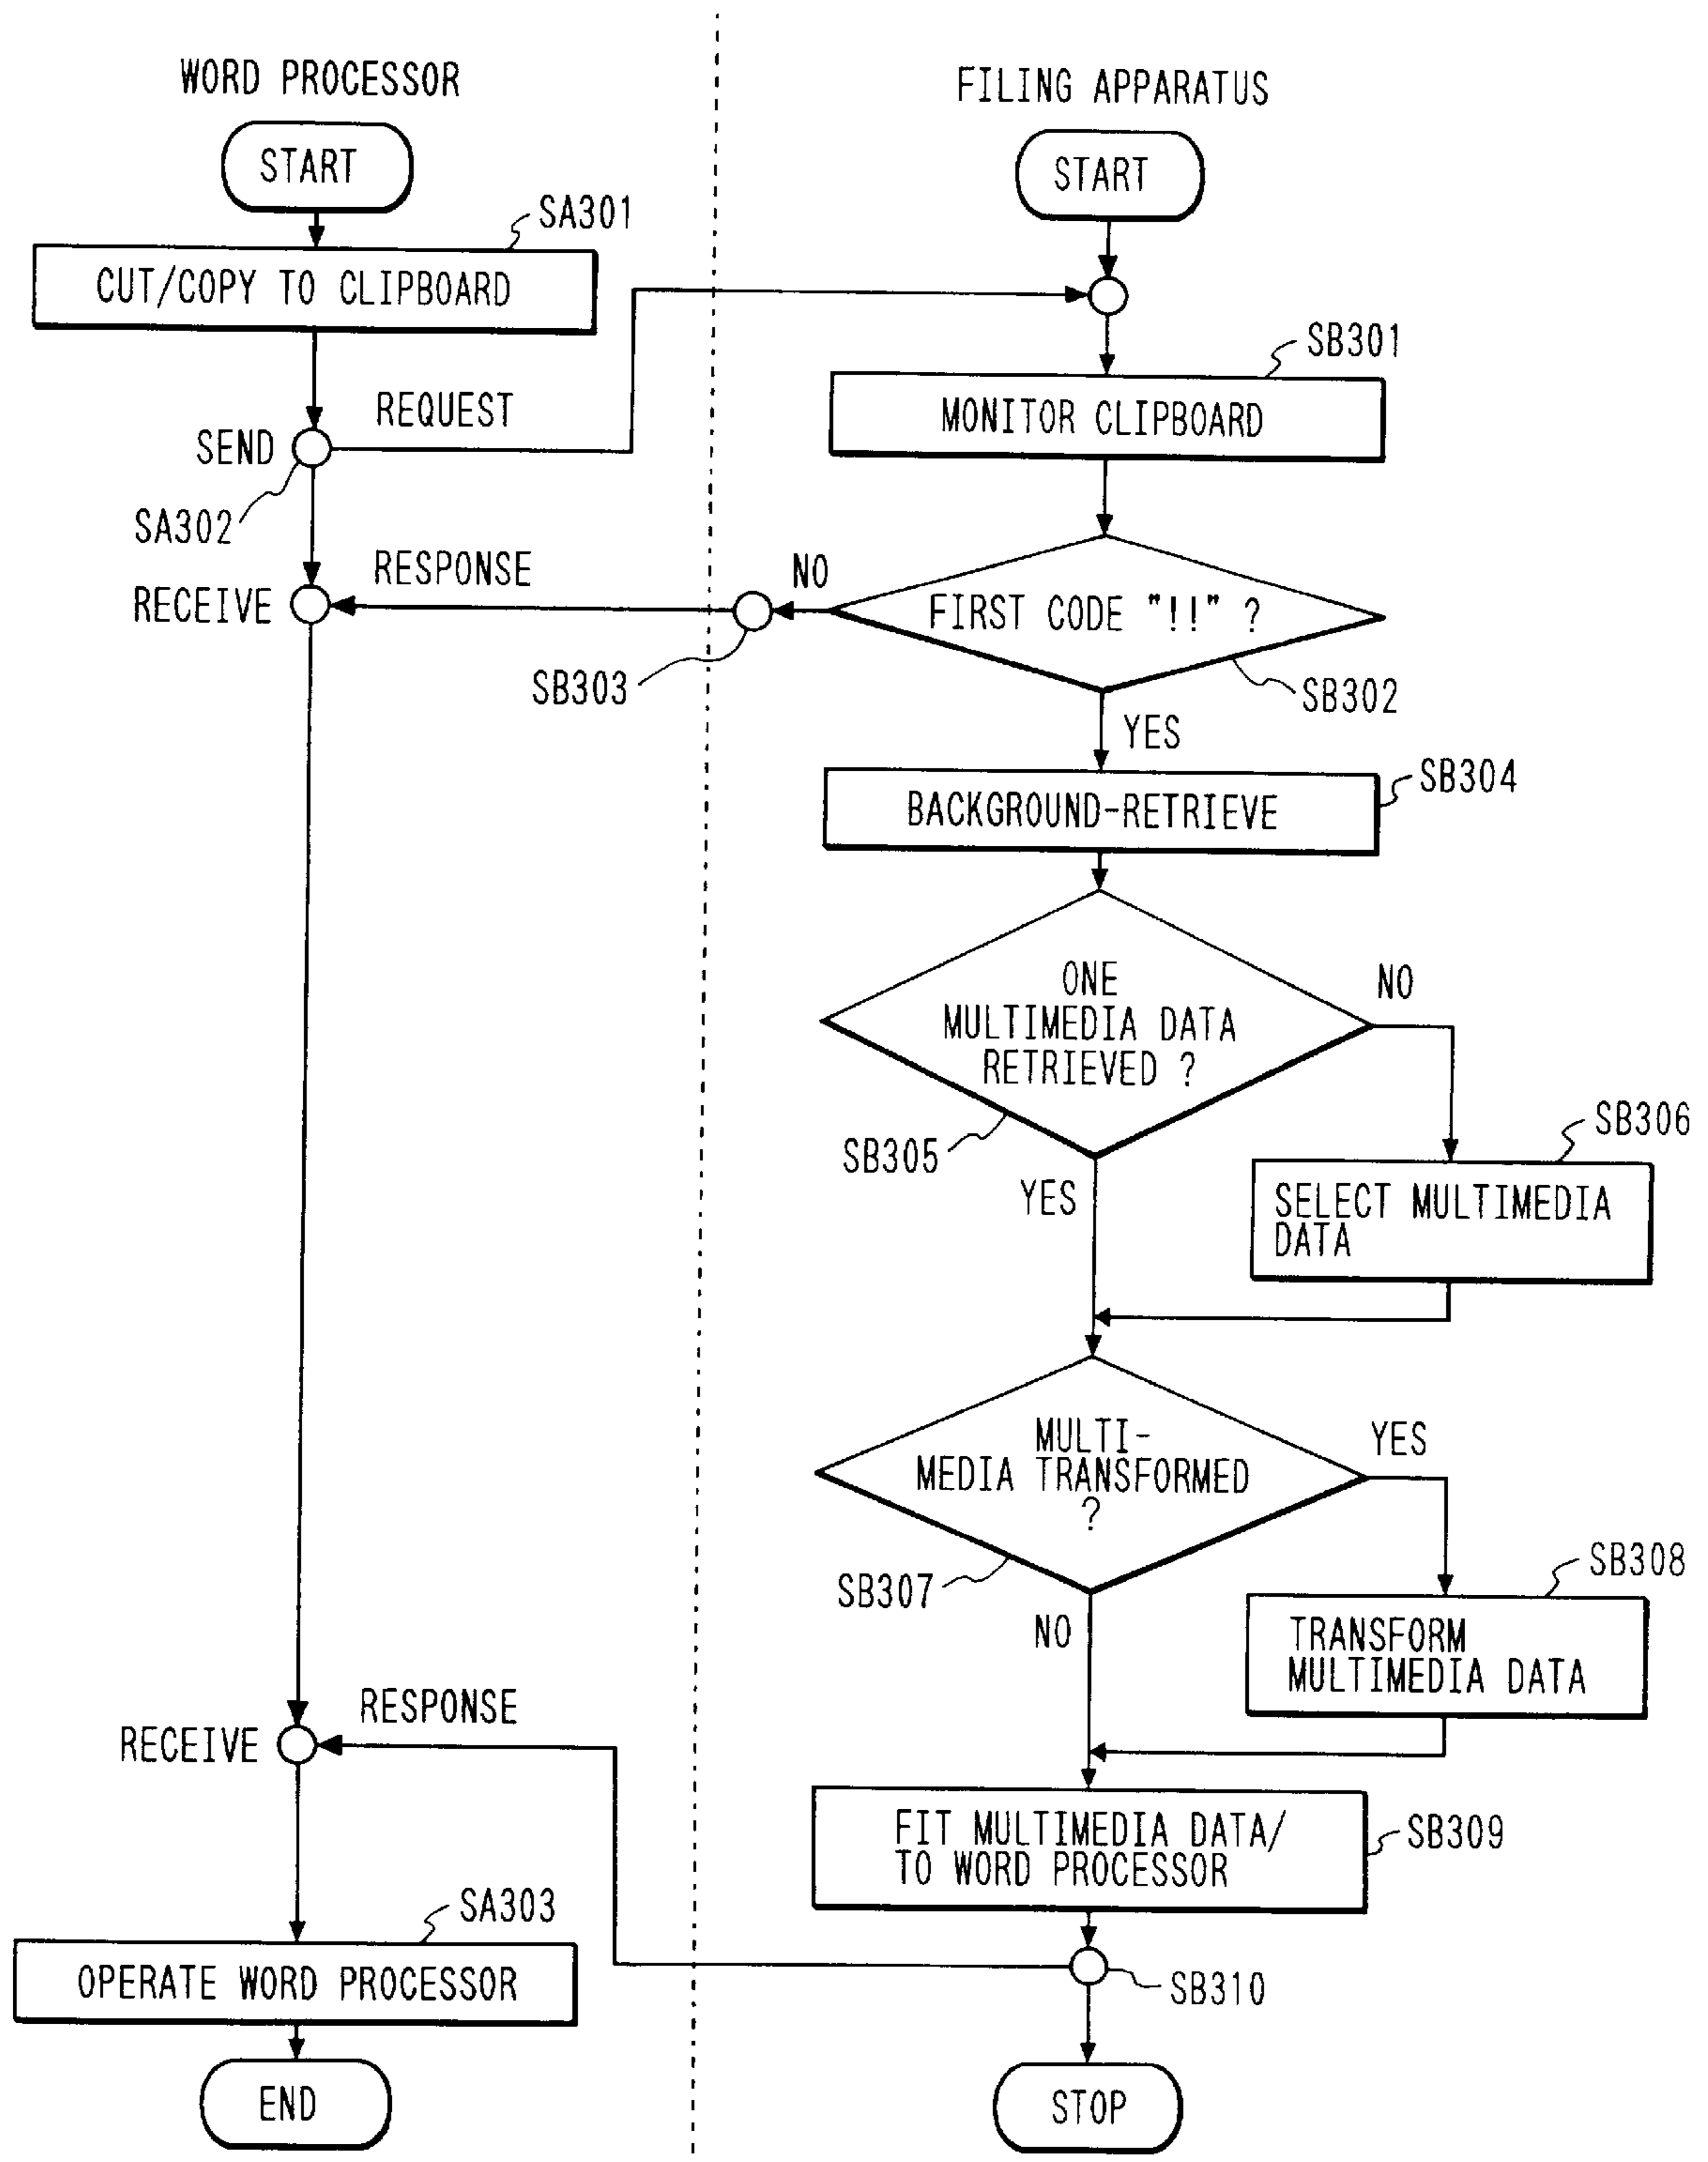 WORD PROCESSOR
START
SA301
CUT/COPY TO CLIPBOARD
REQUEST
SEND
SA302
RESPONSE
RECEIVE
RESPONSE
RECEIVE
SA303
OPERATE WORD PROCESSOR
END
FILING APPARATUS
START
SB301
MONITOR CLIPBOARD
NO
FIRST CODE "!!" ?
SB303
SB302
YES
SB304
BACKGROUND-RETRIEVE
ONE
MULTIMEDIA DATA
RETRIEVED ?
NO
SB305
YES
SB306
SELECT MULTIMEDIA
DATA
MULTI-
MEDIA TRANSFORMED
?
YES
SB307
NO
SB308
TRANSFORM
MULTIMEDIA DATA
FIT MULTIMEDIA DATA/
TO WORD PROCESSOR
SB309
SB310
STOP